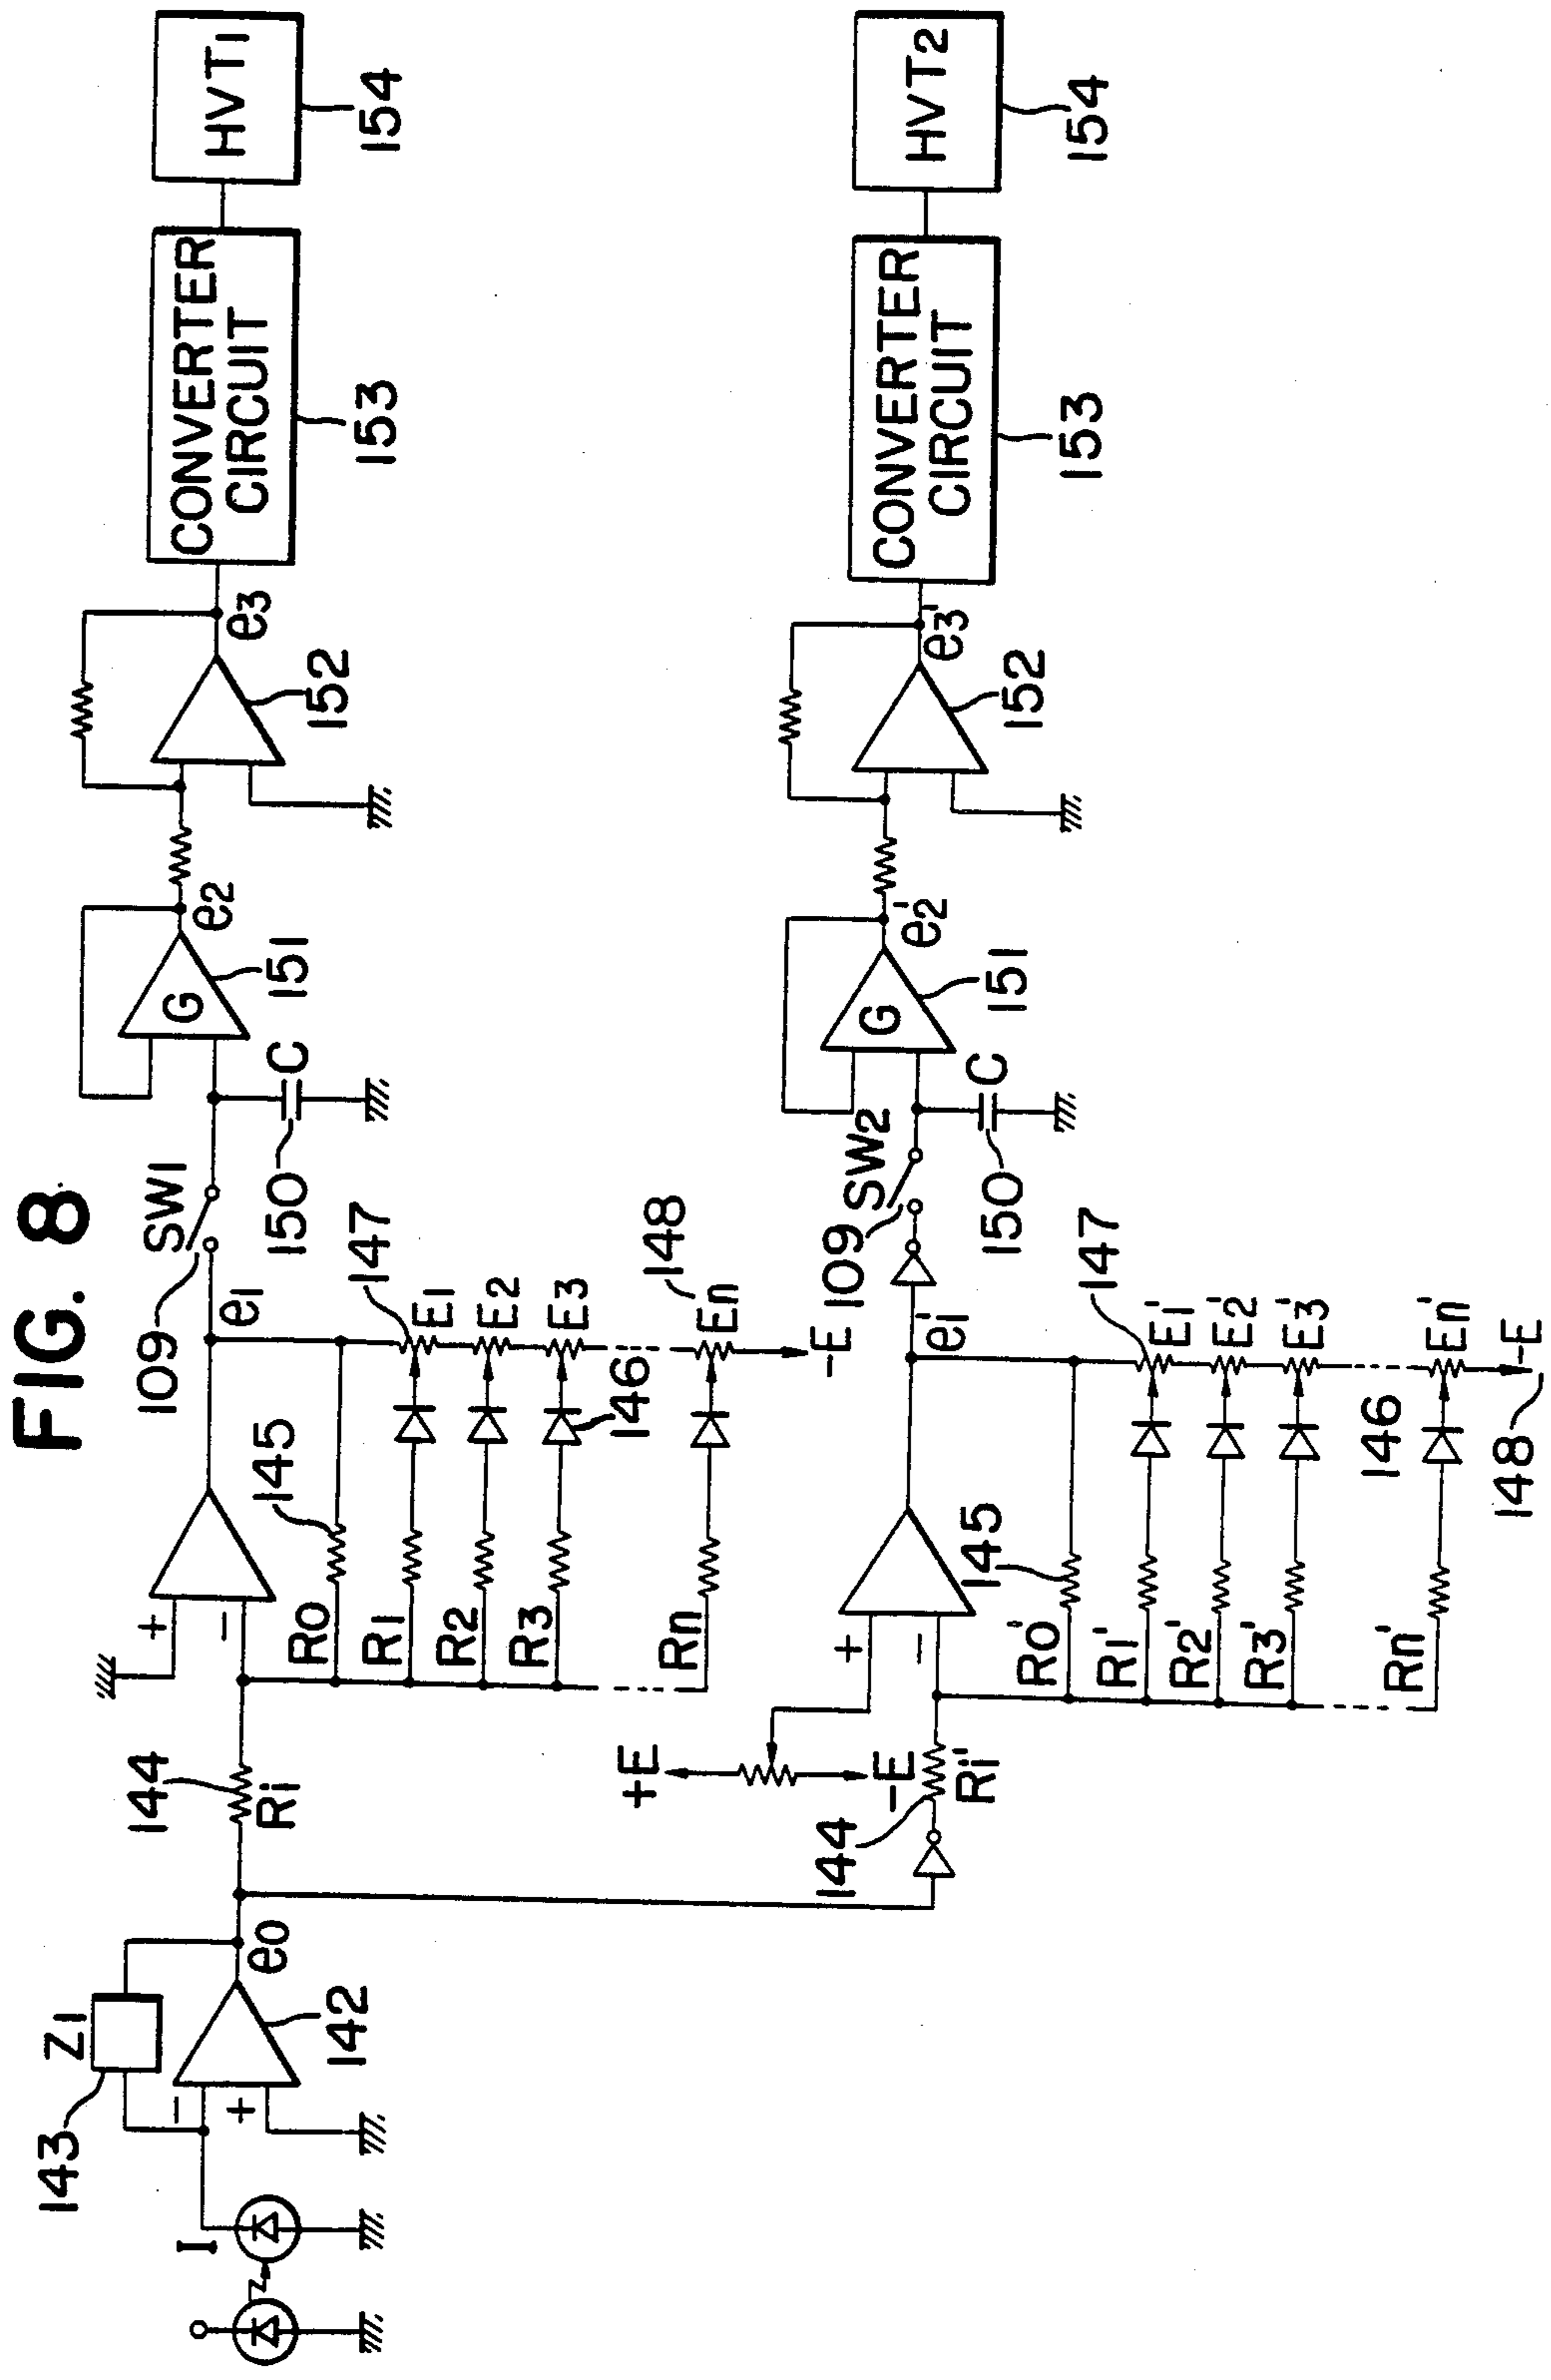 FIG. 8
I
143
Z1
−
+
142
e0
144
Ri
+
−
145
R0
R1
R2
R3
Rn
e1
109
SW1
147
E1
E2
E3
146
148
En
-E
150
C
G
151
e2
152
e3
CONVERTER
CIRCUIT
153
HVT1
154
+E
-E
144
Ri'
+
−
145
R0'
R1'
R2'
R3'
Rn'
e1'
109
SW2
147
E1'
E2'
E3'
En'
146
-E
148
150
C
G
151
e2'
152
e3'
CONVERTER
CIRCUIT
153
HVT2
154